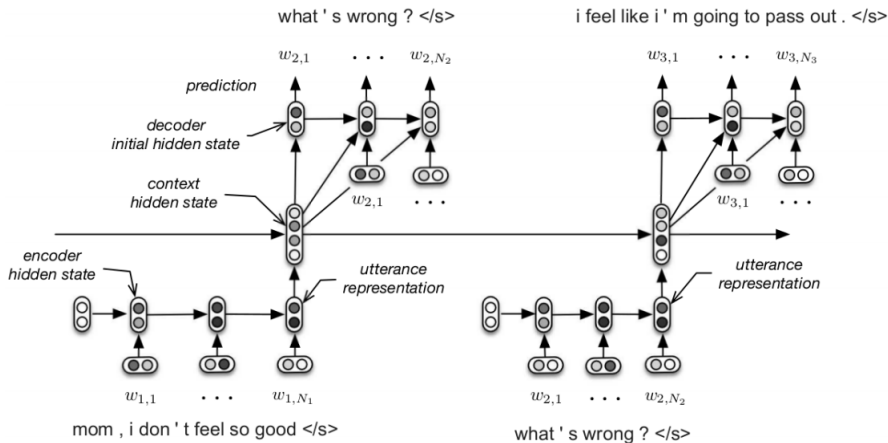 what ' s wrong ? </s>
i feel like i ' m going to pass out . </s>
w2,1 · · · w2,N2
w3,1 · · · w3,N3
prediction
decoder
initial hidden state
context
hidden state
w2,1 · · ·
w3,1 · · ·
encoder
hidden state
utterance
representation
utterance
representation
w1,1 · · · w1,N1
w2,1 · · · w2,N2
mom , i don ' t feel so good </s>
what ' s wrong ? </s>